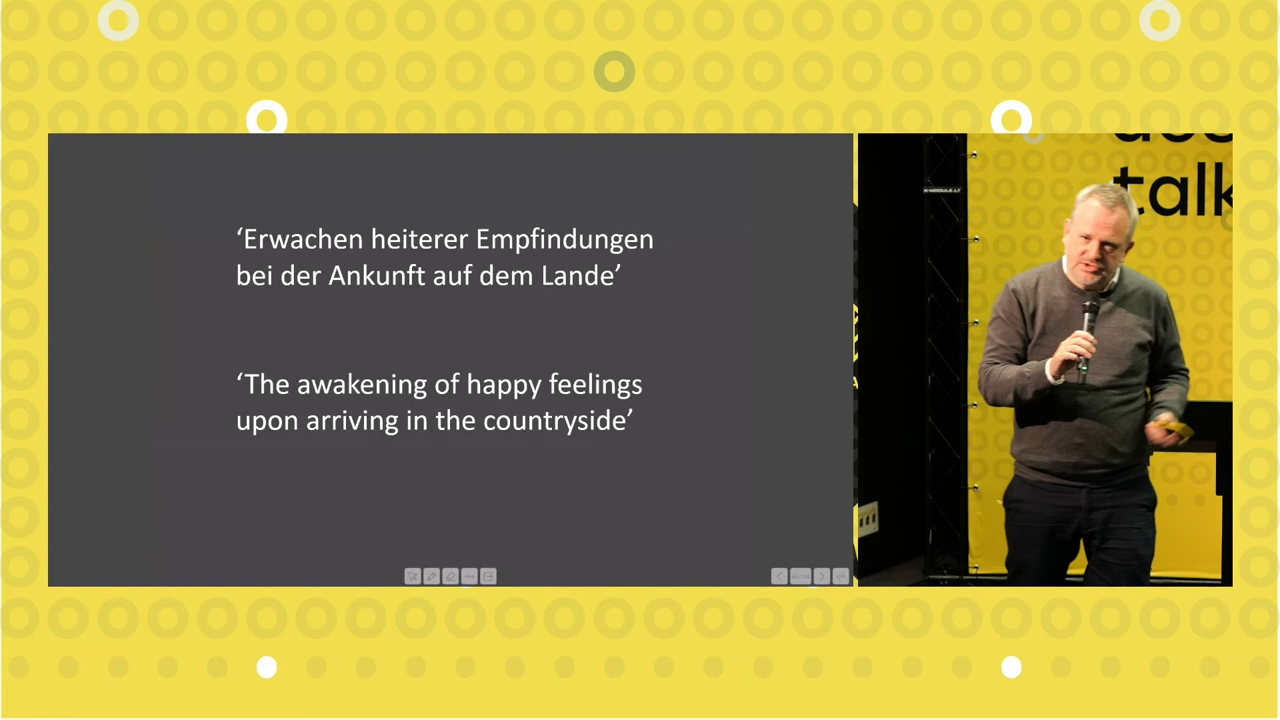 ‘Erwachen heiterer Empfindungen
bei der Ankunft auf dem Lande’
‘The awakening of happy feelings
upon arriving in the countryside’
talk